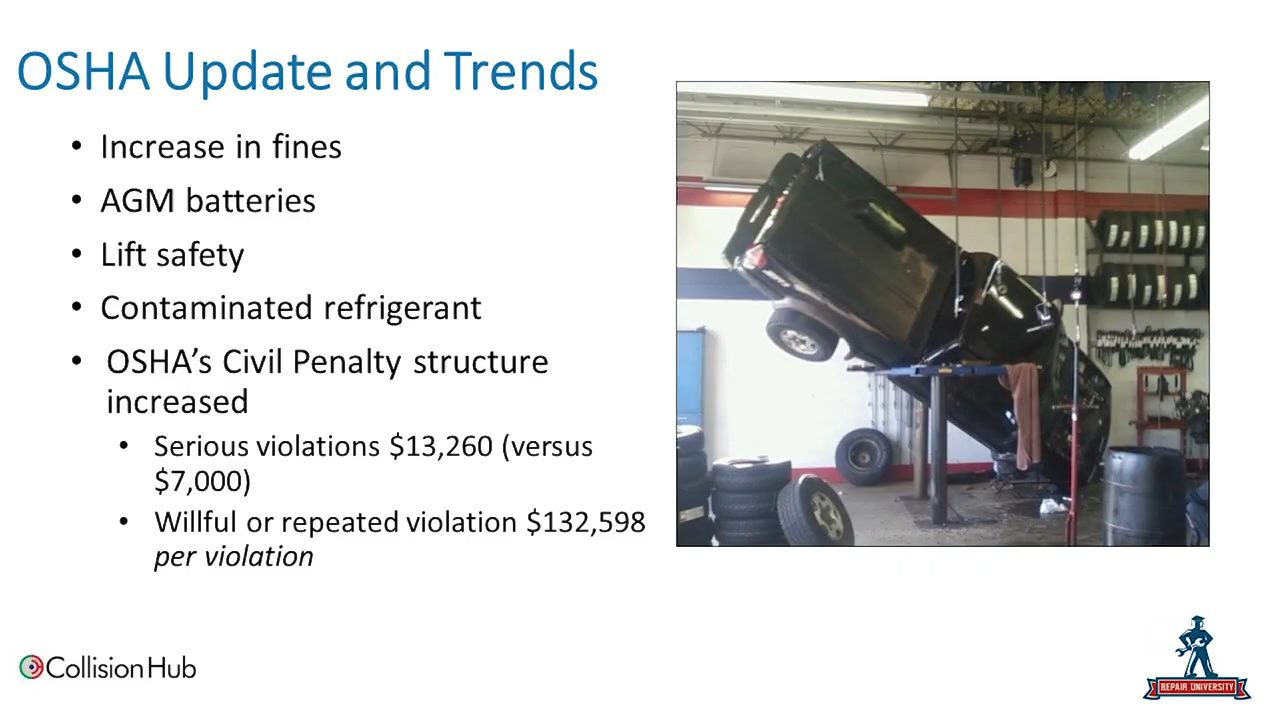 OSHA Update and Trends
• Increase in fines
• AGM batteries
• Lift safety
• Contaminated refrigerant
• OSHA’s Civil Penalty structure
increased
• Serious violations $13,260 (versus
$7,000)
• Willful or repeated violation $132,598
per violation
Collision Hub
REPAIR UNIVERSITY